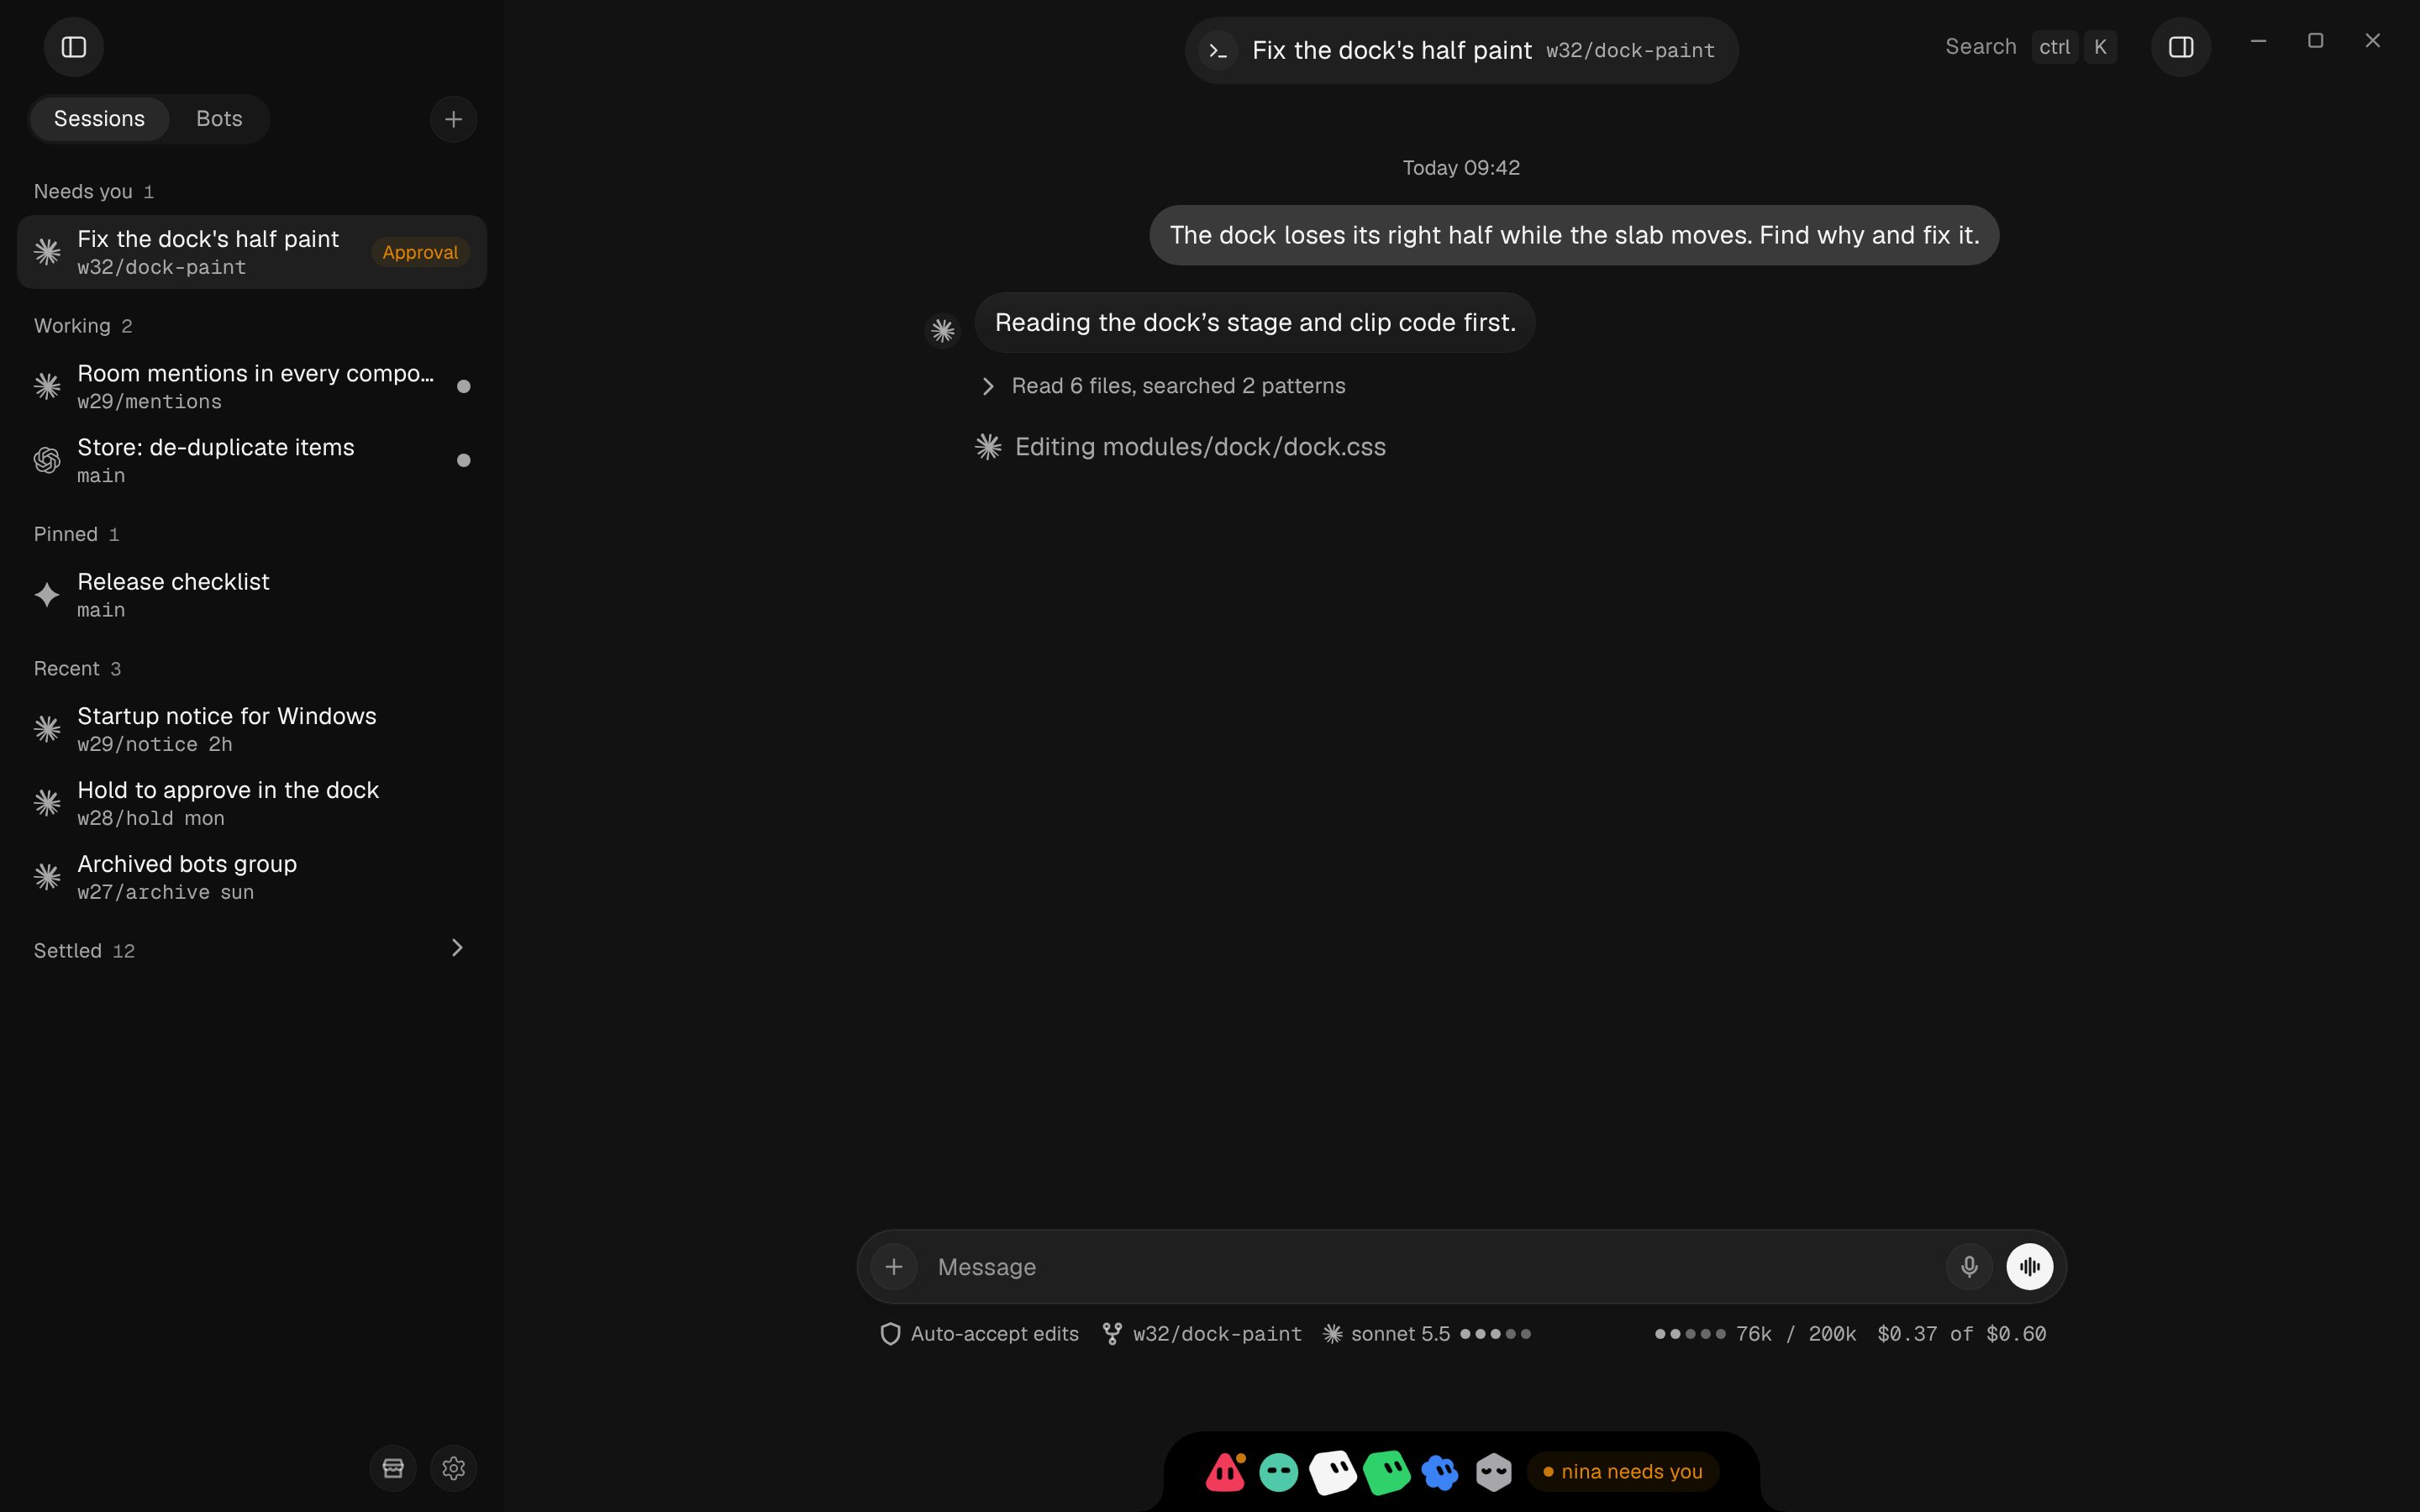 Fix the dock's half paint w32/dock-paint
Search ctrl K
Sessions Bots
Needs you 1
Fix the dock's half paint
w32/dock-paint
Approval
Working 2
Room mentions in every compo…
w29/mentions
Store: de-duplicate items
main
Pinned 1
Release checklist
main
Recent 3
Startup notice for Windows
w29/notice 2h
Hold to approve in the dock
w28/hold mon
Archived bots group
w27/archive sun
Settled 12
Today 09:42
The dock loses its right half while the slab moves. Find why and fix it.
Reading the dock’s stage and clip code first.
Read 6 files, searched 2 patterns
Editing modules/dock/dock.css
Message
Auto-accept edits w32/dock-paint sonnet 5.5 76k / 200k $0.37 of $0.60
nina needs you